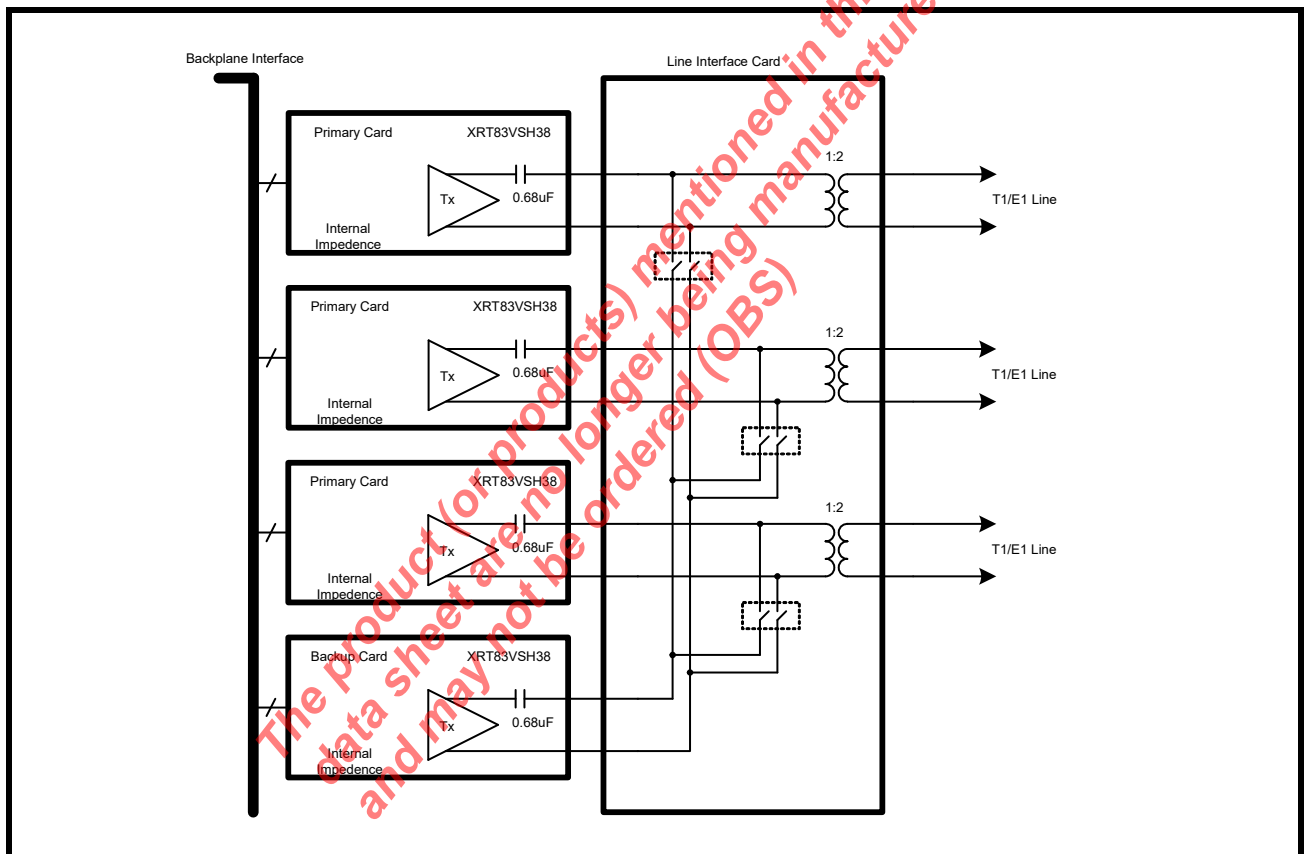 Backplane Interface
Line Interface Card
Primary Card XRT83VSH38
Tx
0.68uF
Internal
Impedence
1:2
T1/E1 Line
Primary Card XRT83VSH38
Tx
0.68uF
Internal
Impedence
1:2
T1/E1 Line
Primary Card XRT83VSH38
Tx
0.68uF
Internal
Impedence
1:2
T1/E1 Line
Backup Card XRT83VSH38
Tx
0.68uF
Internal
Impedence
The product (or products) mentioned in this
data sheet are no longer being manufacture
and may not be ordered (OBS)